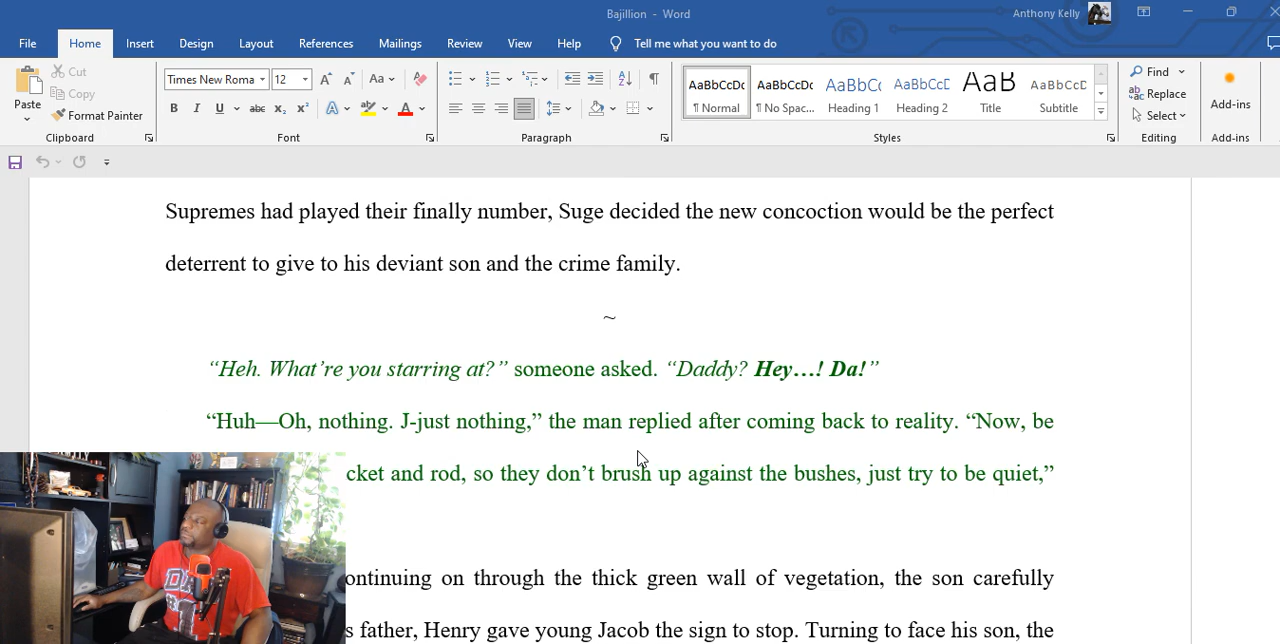 Bajillion - Word
Anthony Kelly
File Home Insert Design Layout References Mailings Review View Help Tell me what you want to do
Paste
Cut
Copy
Format Painter
Clipboard
Times New Roma 12 Aa
B I U abc x₂ x² A A
Font
Paragraph
AaBbCcDc AaBbCcDc AaBbCc AaBbCcD AaB AaBbCcD
¶ Normal ¶ No Spac... Heading 1 Heading 2 Title Subtitle
Styles
Find
Replace
Select
Editing
Add-ins
Add-ins
Supremes had played their finally number, Suge decided the new concoction would be the perfect
deterrent to give to his deviant son and the crime family.
~
“Heh. What’re you starring at?” someone asked. “Daddy? Hey…! Da!”
“Huh—Oh, nothing. J-just nothing,” the man replied after coming back to reality. “Now, be
cket and rod, so they don’t brush up against the bushes, just try to be quiet,”
ontinuing on through the thick green wall of vegetation, the son carefully
s father, Henry gave young Jacob the sign to stop. Turning to face his son, the